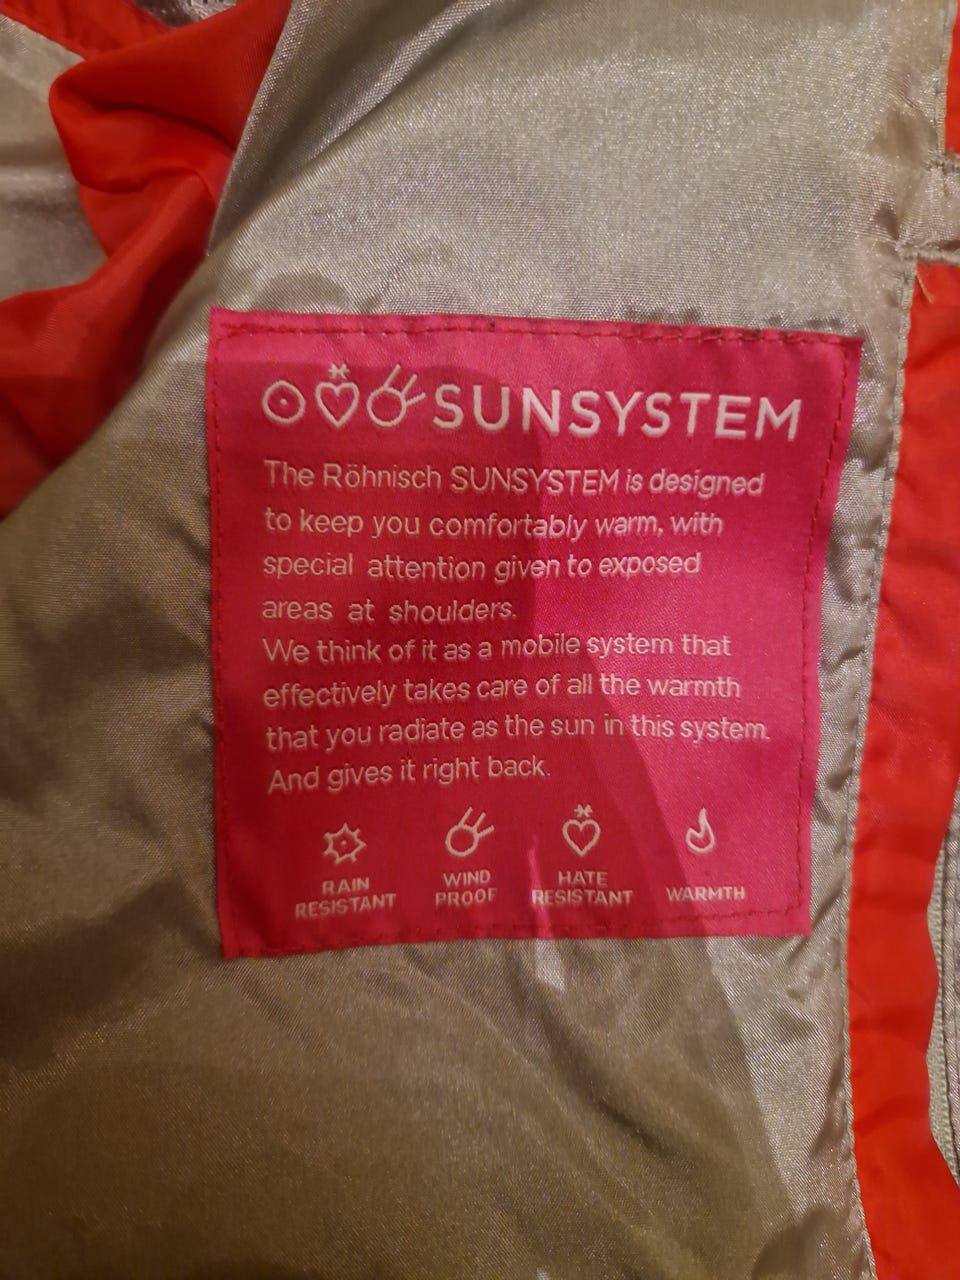 SUNSYSTEM
The Röhnisch SUNSYSTEM is designed
to keep you comfortably warm, with
special attention given to exposed
areas at shoulders.
We think of it as a mobile system that
effectively takes care of all the warmth
that you radiate as the sun in this system.
And gives it right back.
RAIN
RESISTANT
WIND
PROOF
HATE
RESISTANT
WARMTH